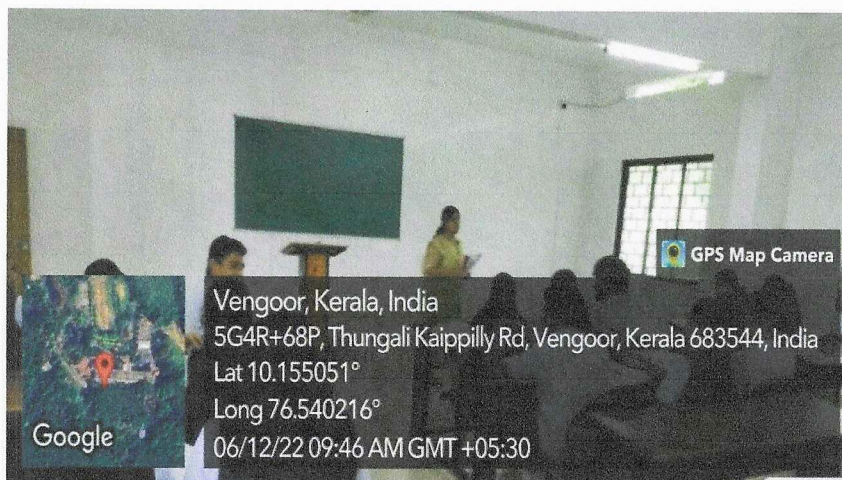 GPS Map Camera
Vengoor, Kerala, India
5G4R+68P, Thungali Kaippilly Rd, Vengoor, Kerala 683544, India
Lat 10.155051°
Long 76.540216°
06/12/22 09:46 AM GMT +05:30
Google